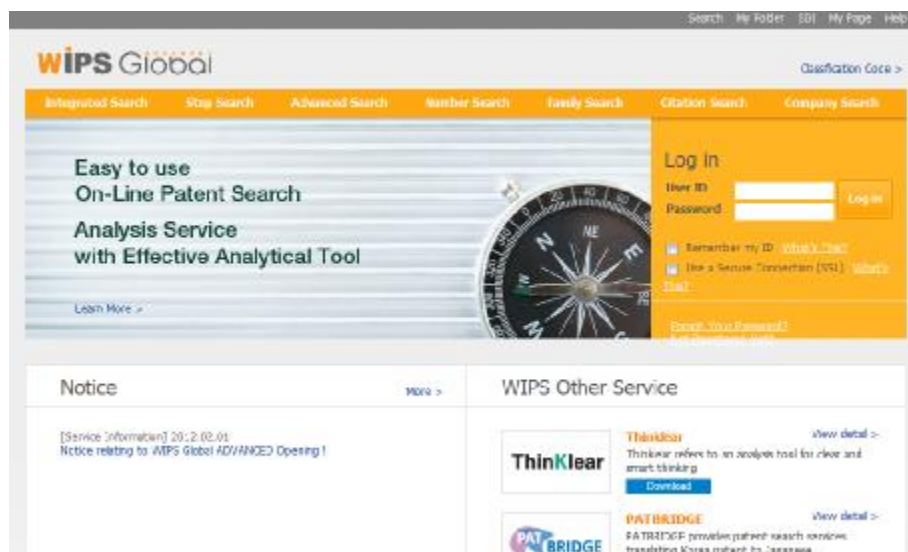 Search My Folder SDI My Page Help
WIPS Global
Classification Code >
Integrated Search Step Search Advanced Search Number Search Family Search Citation Search Company Search
Easy to use
On-Line Patent Search
Analysis Service
with Effective Analytical Tool
Learn More >
Log in
User ID
Password
Log in
Remember my ID What's This?
Use a Secure Connection (SSL) What's
This?
Forgot Your Password?
Notice
More >
[Service Information] 2012.02.01
Notice relating to WIPS Global ADVANCED Opening !
WIPS Other Service
ThinKlear
Thinklear
View detail >
Thinklear refers to an analysis tool for clear and
smart thinking
Download
PAT BRIDGE
PATBRIDGE
View detail >
PATBRIDGE provides patent search services
translating Korea patent to Japanese